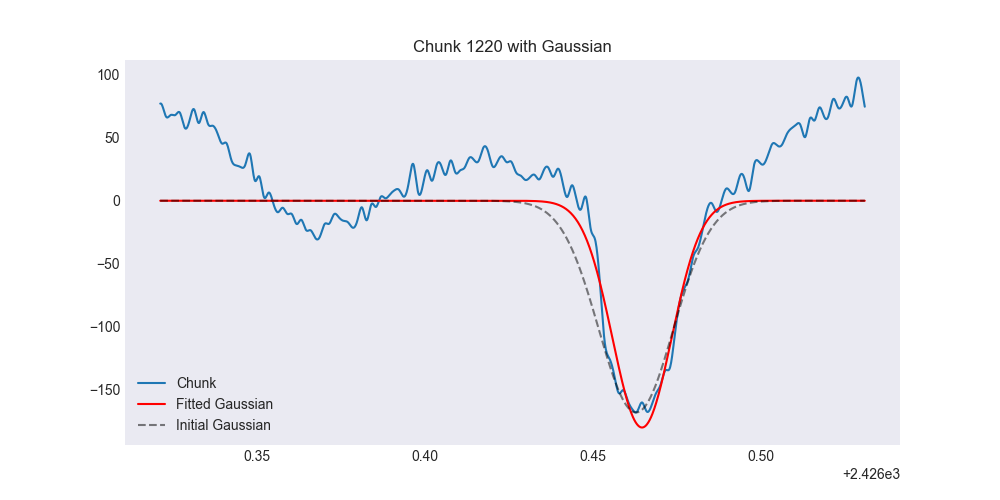 Chunk 1220 with Gaussian
100
50
0
−50
−100
−150
Chunk
Fitted Gaussian
Initial Gaussian
0.35 0.40 0.45 0.50
+2.426e3